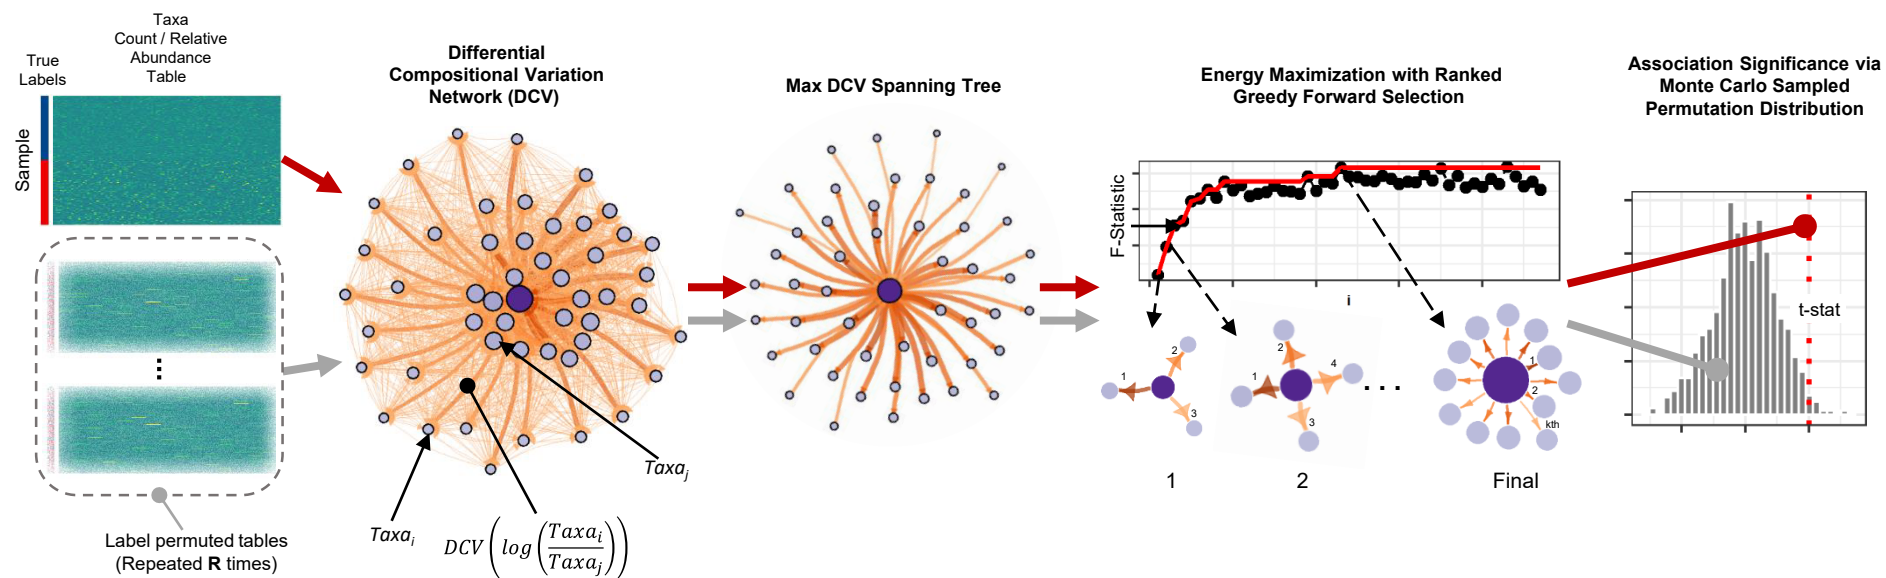 Taxa
Count / Relative
Abundance
Table
True
Labels
Sample
Label permuted tables
(Repeated R times)
Differential
Compositional Variation
Network (DCV)
Taxa_i
Taxa_j
DCV(log(Taxa_i/Taxa_j))
Max DCV Spanning Tree
Energy Maximization with Ranked
Greedy Forward Selection
F-Statistic
i
1
2
3
1
2
3
4
...
1
2
kth
1
2
Final
Association Significance via
Monte Carlo Sampled
Permutation Distribution
t-stat